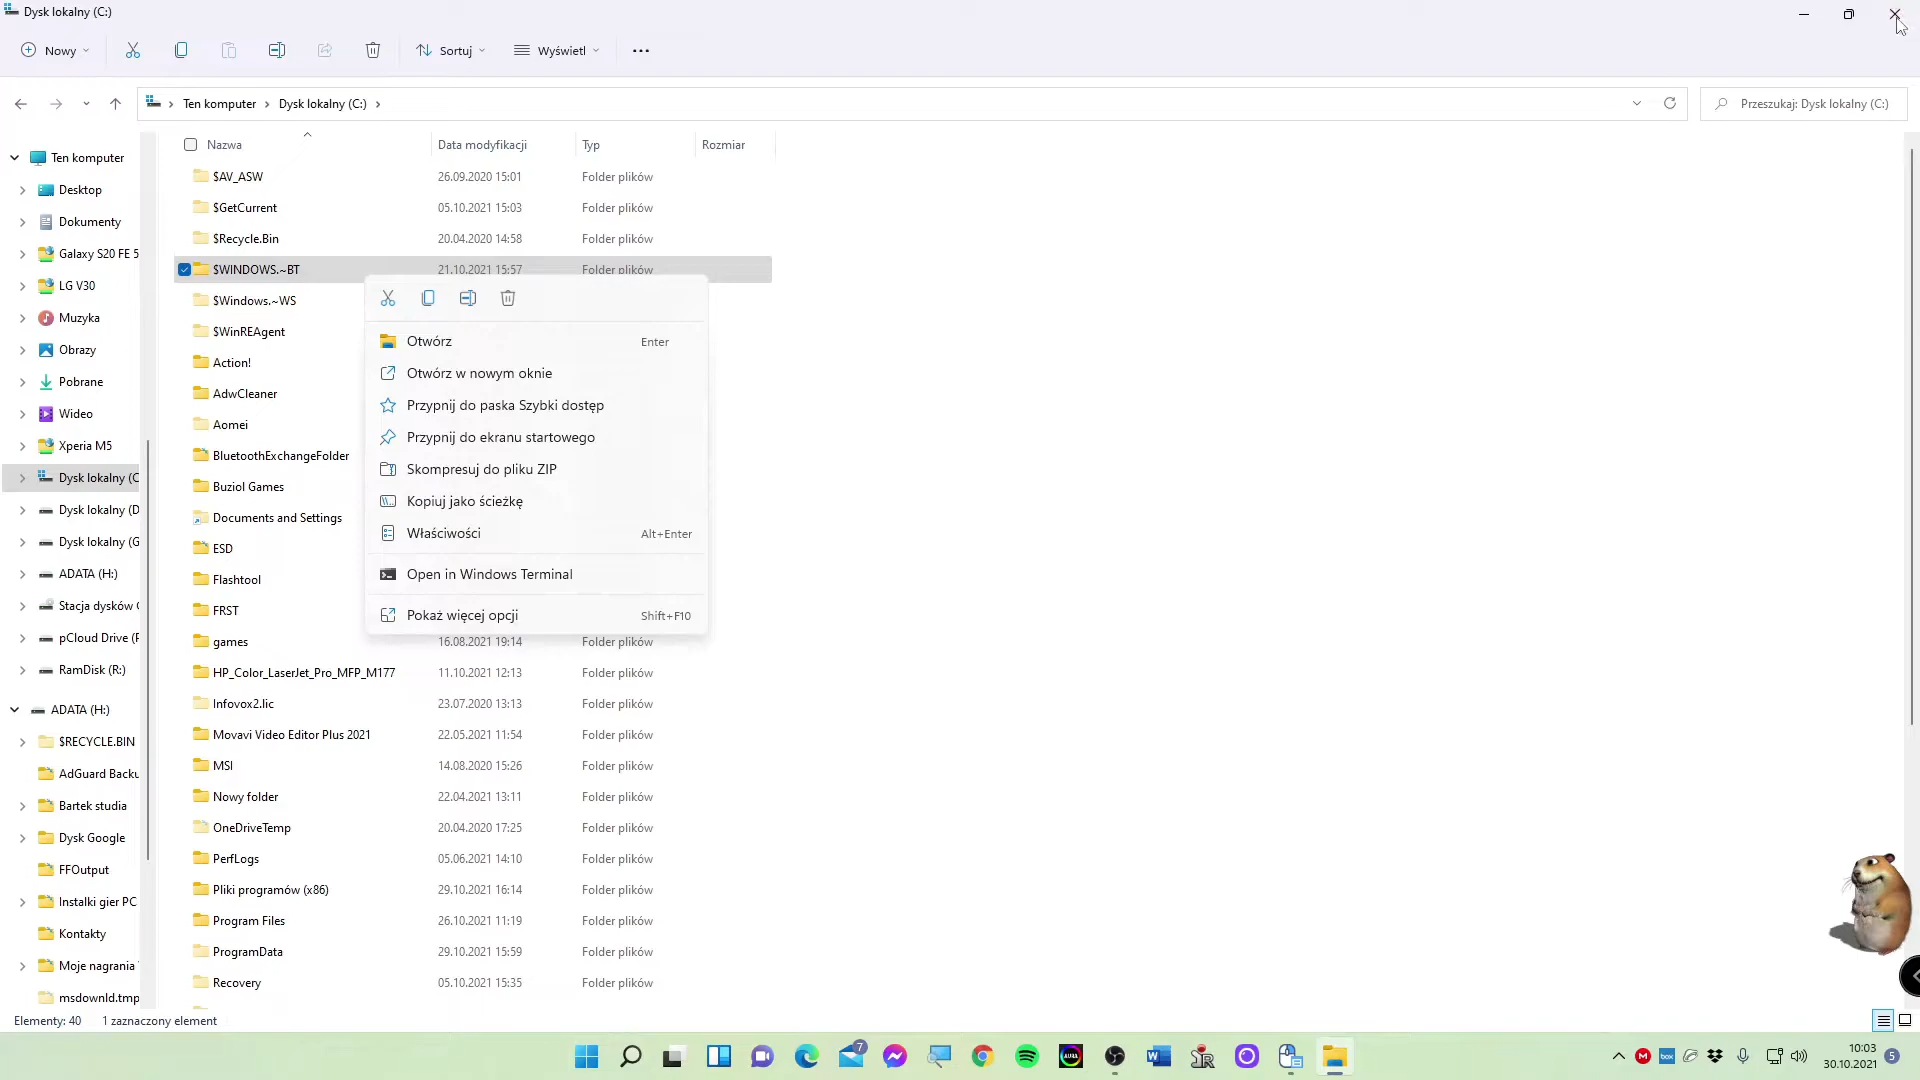 Dysk lokalny (C:)
Nowy
Sortuj
Wyświetl
Ten komputer
Dysk lokalny (C:)
Przeszukaj: Dysk lokalny (C:)
Nazwa Data modyfikacji Typ Rozmiar
Ten komputer
Desktop
Dokumenty
Galaxy S20 FE 5
LG V30
Muzyka
Obrazy
Pobrane
Wideo
Xperia M5
Dysk lokalny (C
Dysk lokalny (D
Dysk lokalny (G
ADATA (H:)
Stacja dysków
pCloud Drive (P
RamDisk (R:)
ADATA (H:)
$RECYCLE.BIN
AdGuard Backu
Bartek studia
Dysk Google
FFOutput
Instalki gier PC
Kontakty
Moje nagrania
msdownld.tmp
$AV_ASW 26.09.2020 15:01 Folder plików
$GetCurrent 05.10.2021 15:03 Folder plików
$Recycle.Bin 20.04.2020 14:58 Folder plików
$WINDOWS.~BT 21.10.2021 15:57 Folder plików
$Windows.~WS
$WinREAgent
Action!
AdwCleaner
Aomei
BluetoothExchangeFolder
Buziol Games
Documents and Settings
ESD
Flashtool
FRST
games 16.08.2021 19:14 Folder plików
HP_Color_LaserJet_Pro_MFP_M177 11.10.2021 12:13 Folder plików
Infovox2.lic 23.07.2020 13:13 Folder plików
Movavi Video Editor Plus 2021 22.05.2021 11:54 Folder plików
MSI 14.08.2020 15:26 Folder plików
Nowy folder 22.04.2021 13:11 Folder plików
OneDriveTemp 20.04.2020 17:25 Folder plików
PerfLogs 05.06.2021 14:10 Folder plików
Pliki programów (x86) 29.10.2021 16:14 Folder plików
Program Files 26.10.2021 11:19 Folder plików
ProgramData 29.10.2021 15:59 Folder plików
Recovery 05.10.2021 15:35 Folder plików
Otwórz Enter
Otwórz w nowym oknie
Przypnij do paska Szybki dostęp
Przypnij do ekranu startowego
Skompresuj do pliku ZIP
Kopiuj jako ścieżkę
Właściwości Alt+Enter
Open in Windows Terminal
Pokaż więcej opcji Shift+F10
Elementy: 40 1 zaznaczony element
7
AURA
box
10:03
30.10.2021
5